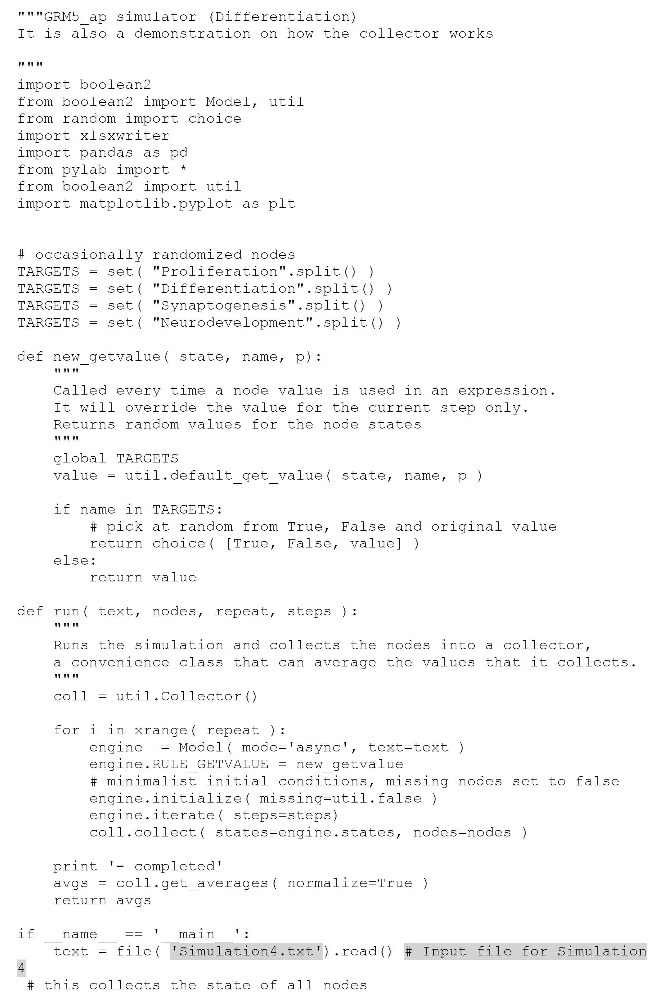 """GRM5_ap simulator (Differentiation)
It is also a demonstration on how the collector works
"""
import boolean2
from boolean2 import Model, util
from random import choice
import xlsxwriter
import pandas as pd
from pylab import *
from boolean2 import util
import matplotlib.pyplot as plt
# occasionally randomized nodes
TARGETS = set( "Proliferation".split() )
TARGETS = set( "Differentiation".split() )
TARGETS = set( "Synaptogenesis".split() )
TARGETS = set( "Neurodevelopment".split() )
def new_getvalue( state, name, p):
    """
    Called every time a node value is used in an expression.
    It will override the value for the current step only.
    Returns random values for the node states
    """
    global TARGETS
    value = util.default_get_value( state, name, p )
    if name in TARGETS:
        # pick at random from True, False and original value
        return choice( [True, False, value] )
    else:
        return value
def run( text, nodes, repeat, steps ):
    """
    Runs the simulation and collects the nodes into a collector,
    a convenience class that can average the values that it collects.
    """
    coll = util.Collector()
    for i in xrange( repeat ):
        engine  = Model( mode='async', text=text )
        engine.RULE_GETVALUE = new_getvalue
        # minimalist initial conditions, missing nodes set to false
        engine.initialize( missing=util.false )
        engine.iterate( steps=steps)
        coll.collect( states=engine.states, nodes=nodes )
    print '- completed'
    avgs = coll.get_averages( normalize=True )
    return avgs
if __name__ == '__main__':
    text = file( 'Simulation4.txt').read() # Input file for Simulation
4
 # this collects the state of all nodes